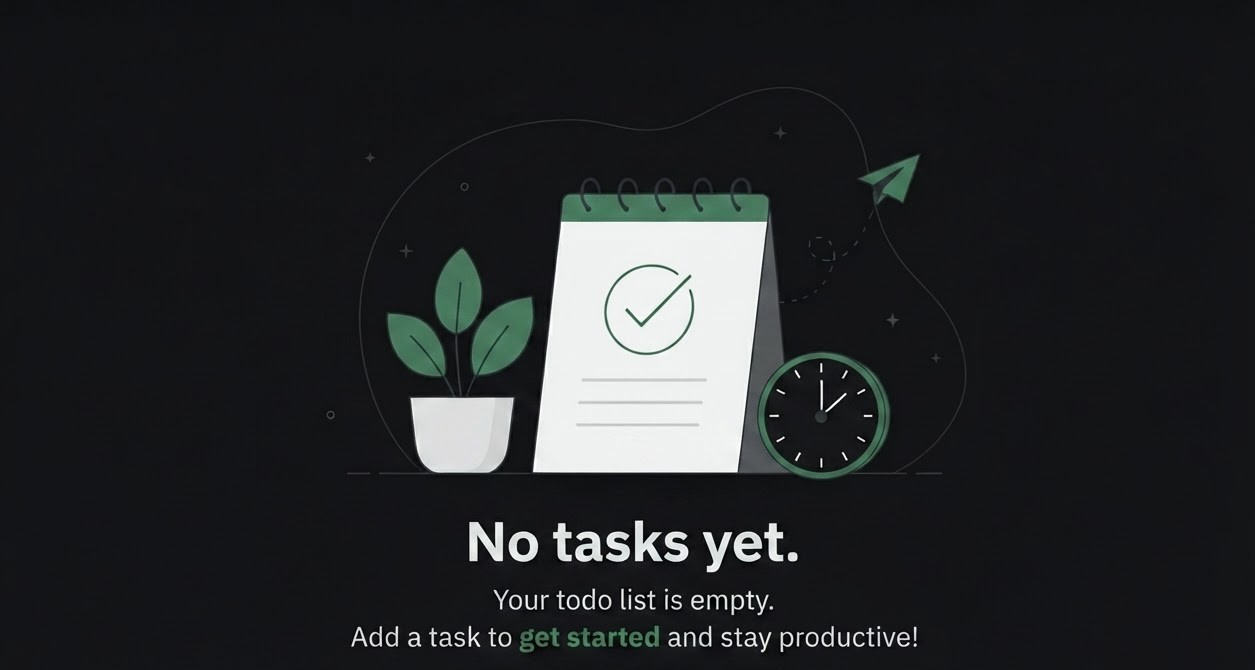 No tasks yet.
Your todo list is empty.
Add a task to get started and stay productive!